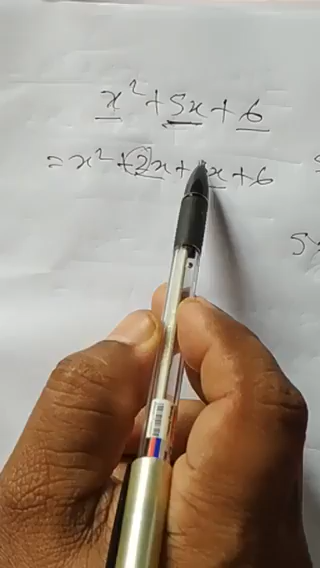 x² + 5x + 6
= x² + 2x + x + 6